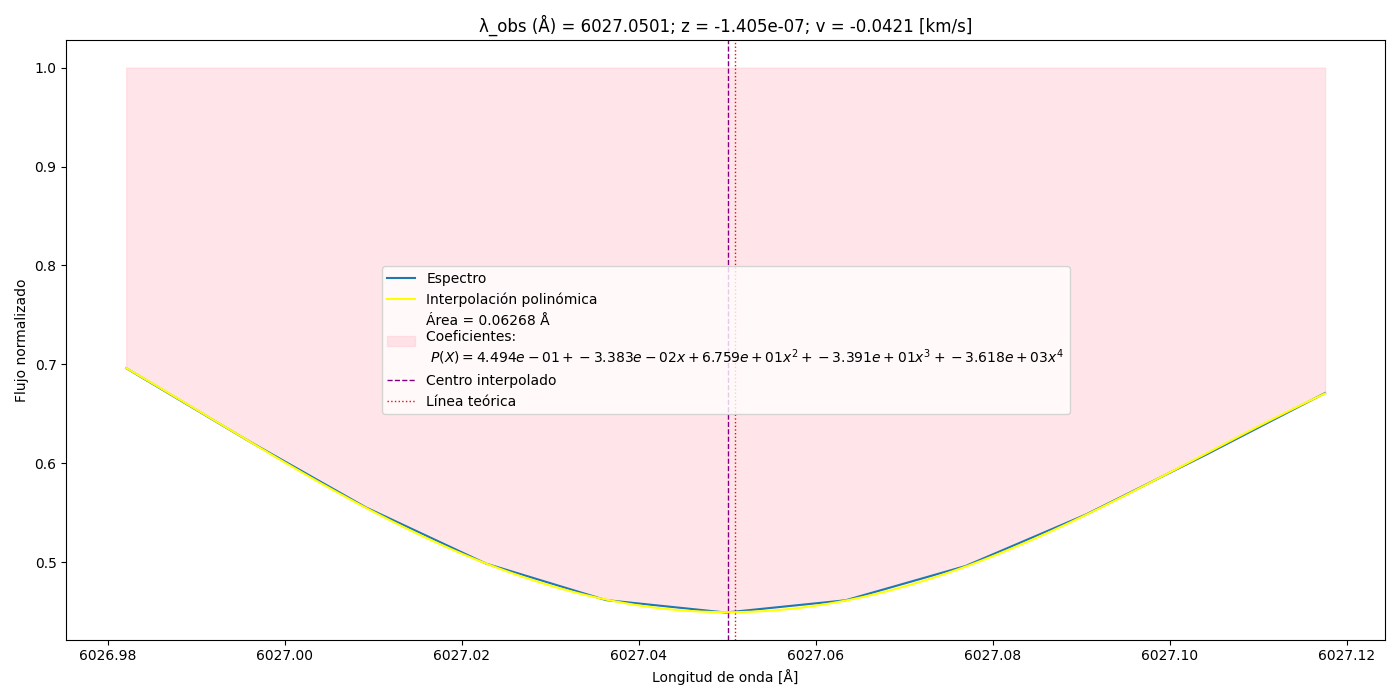 λ_obs (Å) = 6027.0501; z = -1.405e-07; v = -0.0421 [km/s]
Flujo normalizado
1.0
0.9
0.8
0.7
0.6
0.5
Espectro
Interpolación polinómica
Área = 0.06268 Å
Coeficientes:
P(X) = 4.494e − 01 + −3.383e − 02x + 6.759e + 01x² + −3.391e + 01x³ + −3.618e + 03x⁴
Centro interpolado
Línea teórica
6026.98 6027.00 6027.02 6027.04 6027.06 6027.08 6027.10 6027.12
Longitud de onda [Å]